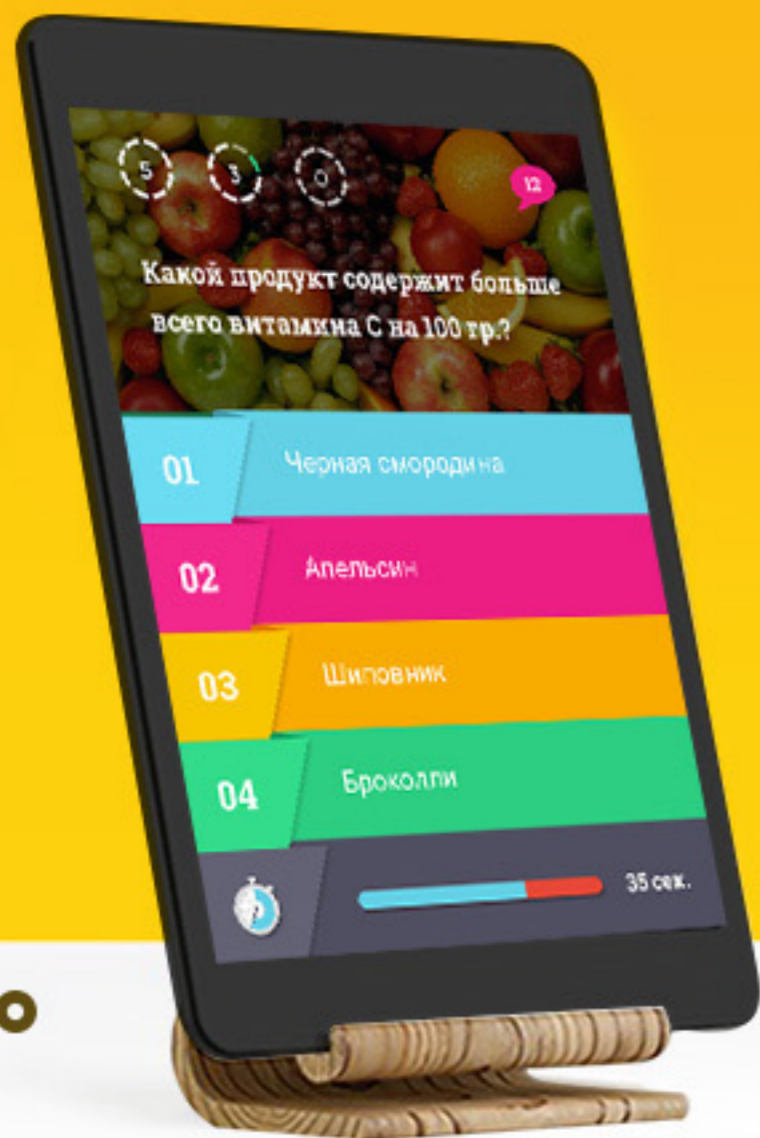 5 3 0 12
Какой продукт содержит больше
всего витамина С на 100 гр.?
01 Черная смородина
02 Апельсин
03 Шиповник
04 Броколли
35 сек.